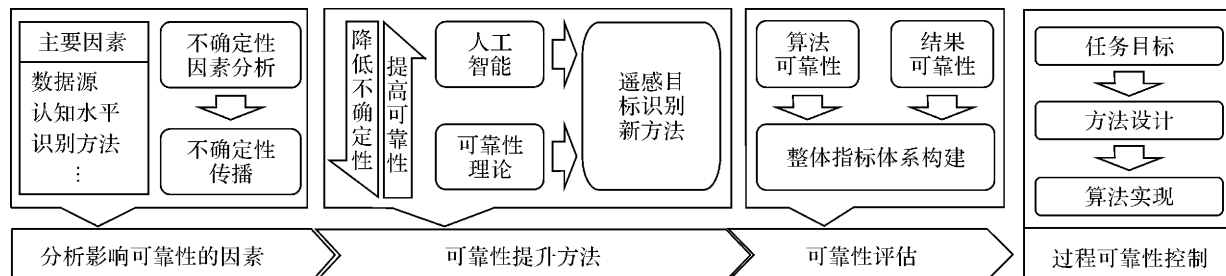 主要因素
数据源
认知水平
识别方法
⋮
不确定性
因素分析
不确定性
传播
降低不确定性
提高可靠性
人工
智能
可靠性
理论
遥感目
标识别
新方法
算法
可靠性
结果
可靠性
整体指标体系构建
任务目标
方法设计
算法实现
分析影响可靠性的因素
可靠性提升方法
可靠性评估
过程可靠性控制